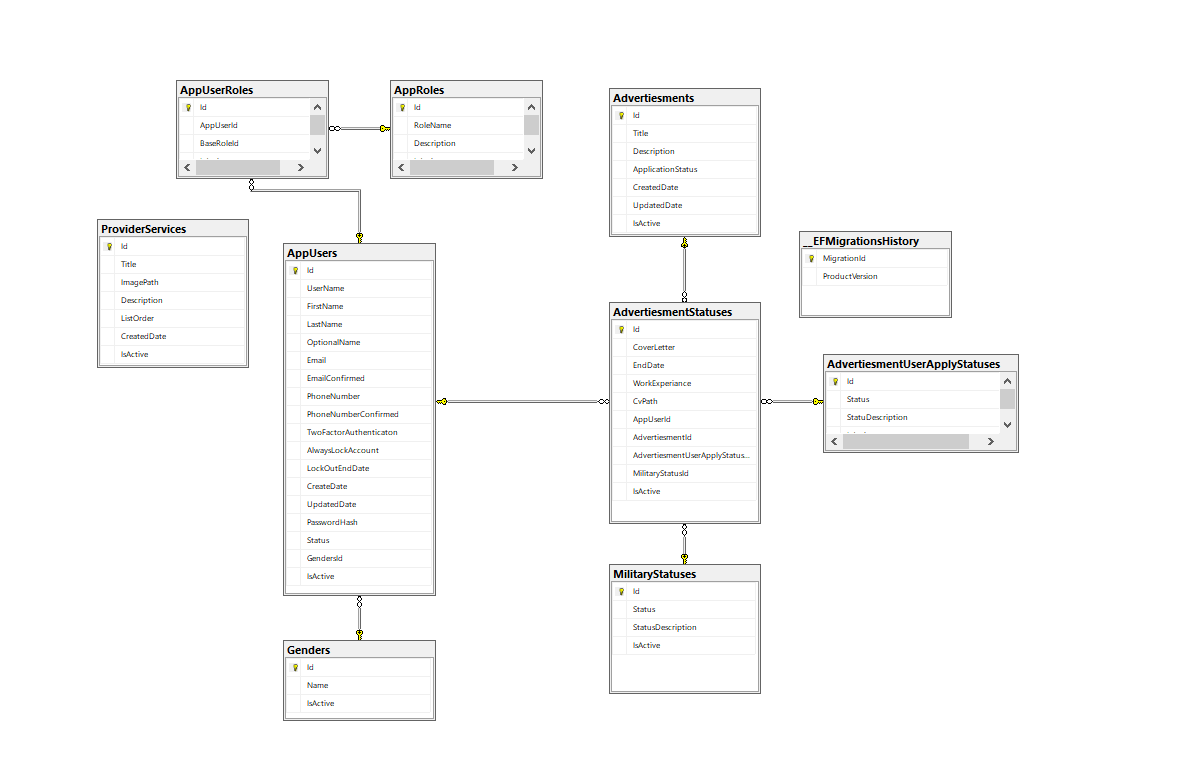 AppUserRoles
Id
AppUserId
BaseRoleId
AppRoles
Id
RoleName
Description
Advertiesments
Id
Title
Description
ApplicationStatus
CreatedDate
UpdatedDate
IsActive
ProviderServices
Id
Title
ImagePath
Description
ListOrder
CreatedDate
IsActive
AppUsers
Id
UserName
FirstName
LastName
OptionalName
Email
EmailConfirmed
PhoneNumber
PhoneNumberConfirmed
TwoFactorAuthenticaton
AlwaysLockAccount
LockOutEndDate
CreateDate
UpdatedDate
PasswordHash
Status
GendersId
IsActive
__EFMigrationsHistory
MigrationId
ProductVersion
AdvertiesmentStatuses
Id
CoverLetter
EndDate
WorkExperiance
CvPath
AppUserId
AdvertiesmentId
AdvertiesmentUserApplyStatus...
MilitaryStatusId
IsActive
AdvertiesmentUserApplyStatuses
Id
Status
StatuDescription
MilitaryStatuses
Id
Status
StatusDescription
IsActive
Genders
Id
Name
IsActive